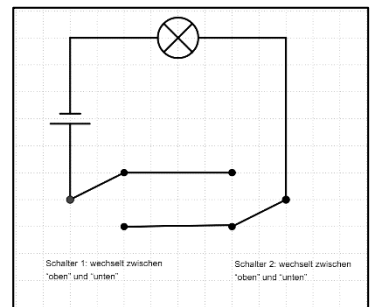 Schalter 1: wechselt zwischen
"oben" und "unten"
Schalter 2: wechselt zwischen
"oben" und "unten"